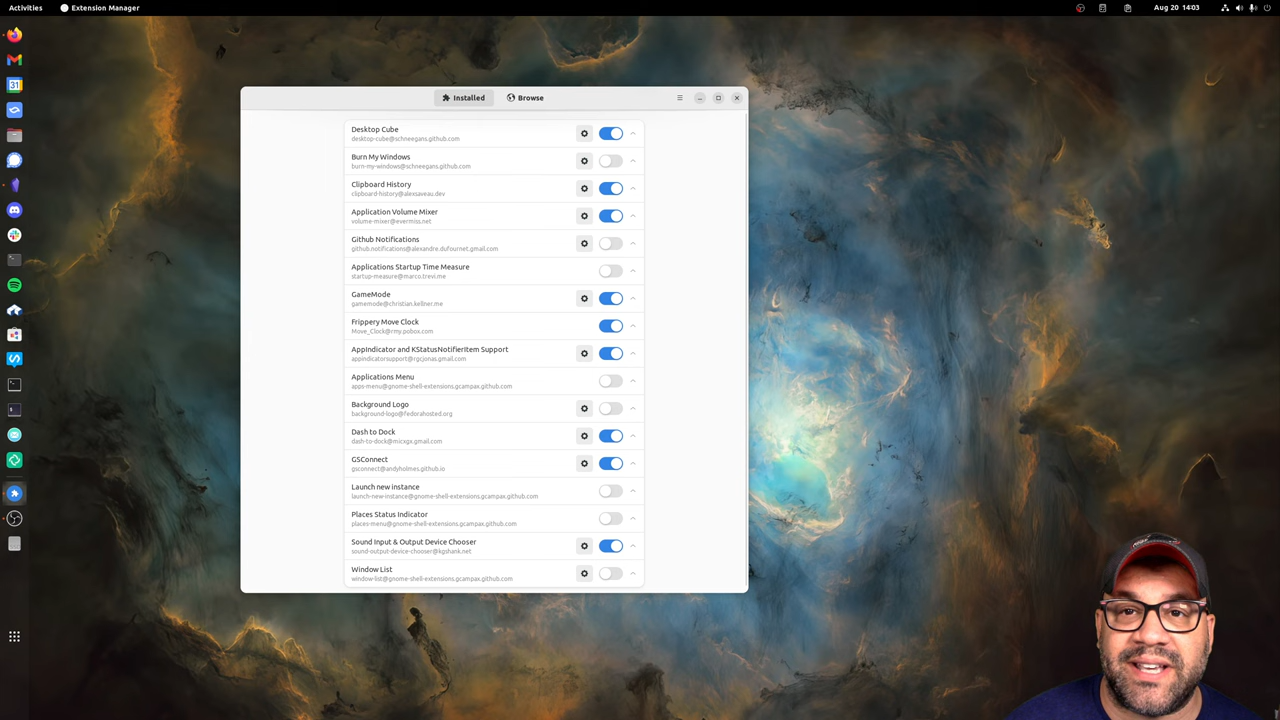 Activities
Extension Manager
Aug 20 14:03
Installed
Browse
Desktop Cube
desktop-cube@schneegans.github.com
Burn My Windows
burn-my-windows@schneegans.github.com
Clipboard History
clipboard-history@alexsaveau.dev
Application Volume Mixer
volume-mixer@evermiss.net
Github Notifications
github.notifications@alexandre.dufournet.gmail.com
Applications Startup Time Measure
startup-measure@marco.trevi.me
GameMode
gamemode@christian.kellner.me
Frippery Move Clock
Move_Clock@rmy.pobox.com
AppIndicator and KStatusNotifierItem Support
appindicatorsupport@rgcjonas.gmail.com
Applications Menu
apps-menu@gnome-shell-extensions.gcampax.github.com
Background Logo
background-logo@fedorahosted.org
Dash to Dock
dash-to-dock@micxgx.gmail.com
GSConnect
gsconnect@andyholmes.github.io
Launch new instance
launch-new-instance@gnome-shell-extensions.gcampax.github.com
Places Status Indicator
places-menu@gnome-shell-extensions.gcampax.github.com
Sound Input & Output Device Chooser
sound-output-device-chooser@kgshank.net
Window List
window-list@gnome-shell-extensions.gcampax.github.com